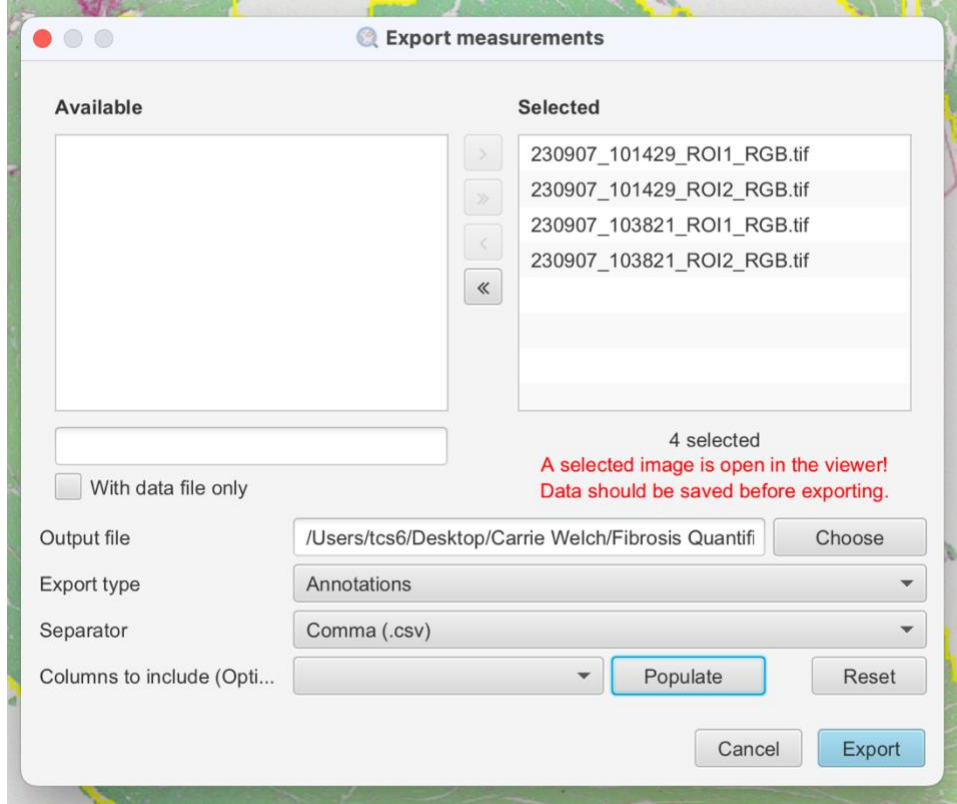 Export measurements
Available
Selected
230907_101429_ROI1_RGB.tif
230907_101429_ROI2_RGB.tif
230907_103821_ROI1_RGB.tif
230907_103821_ROI2_RGB.tif
4 selected
A selected image is open in the viewer!
Data should be saved before exporting.
With data file only
Output file
/Users/tcs6/Desktop/Carrie Welch/Fibrosis Quantifi
Choose
Export type
Annotations
Separator
Comma (.csv)
Columns to include (Opti...
Populate
Reset
Cancel
Export